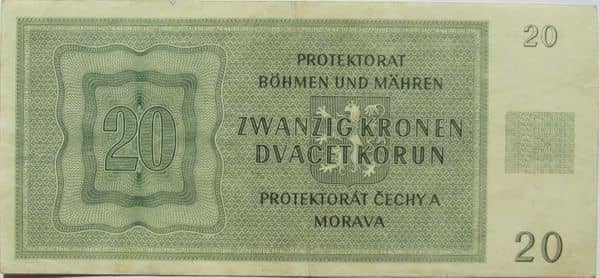 20
PROTEKTORAT
BÖHMEN UND MÄHREN
20
ZWANZIG KRONEN
DVACET KORUN
PROTEKTORÁT ČECHY A
MORAVA
20